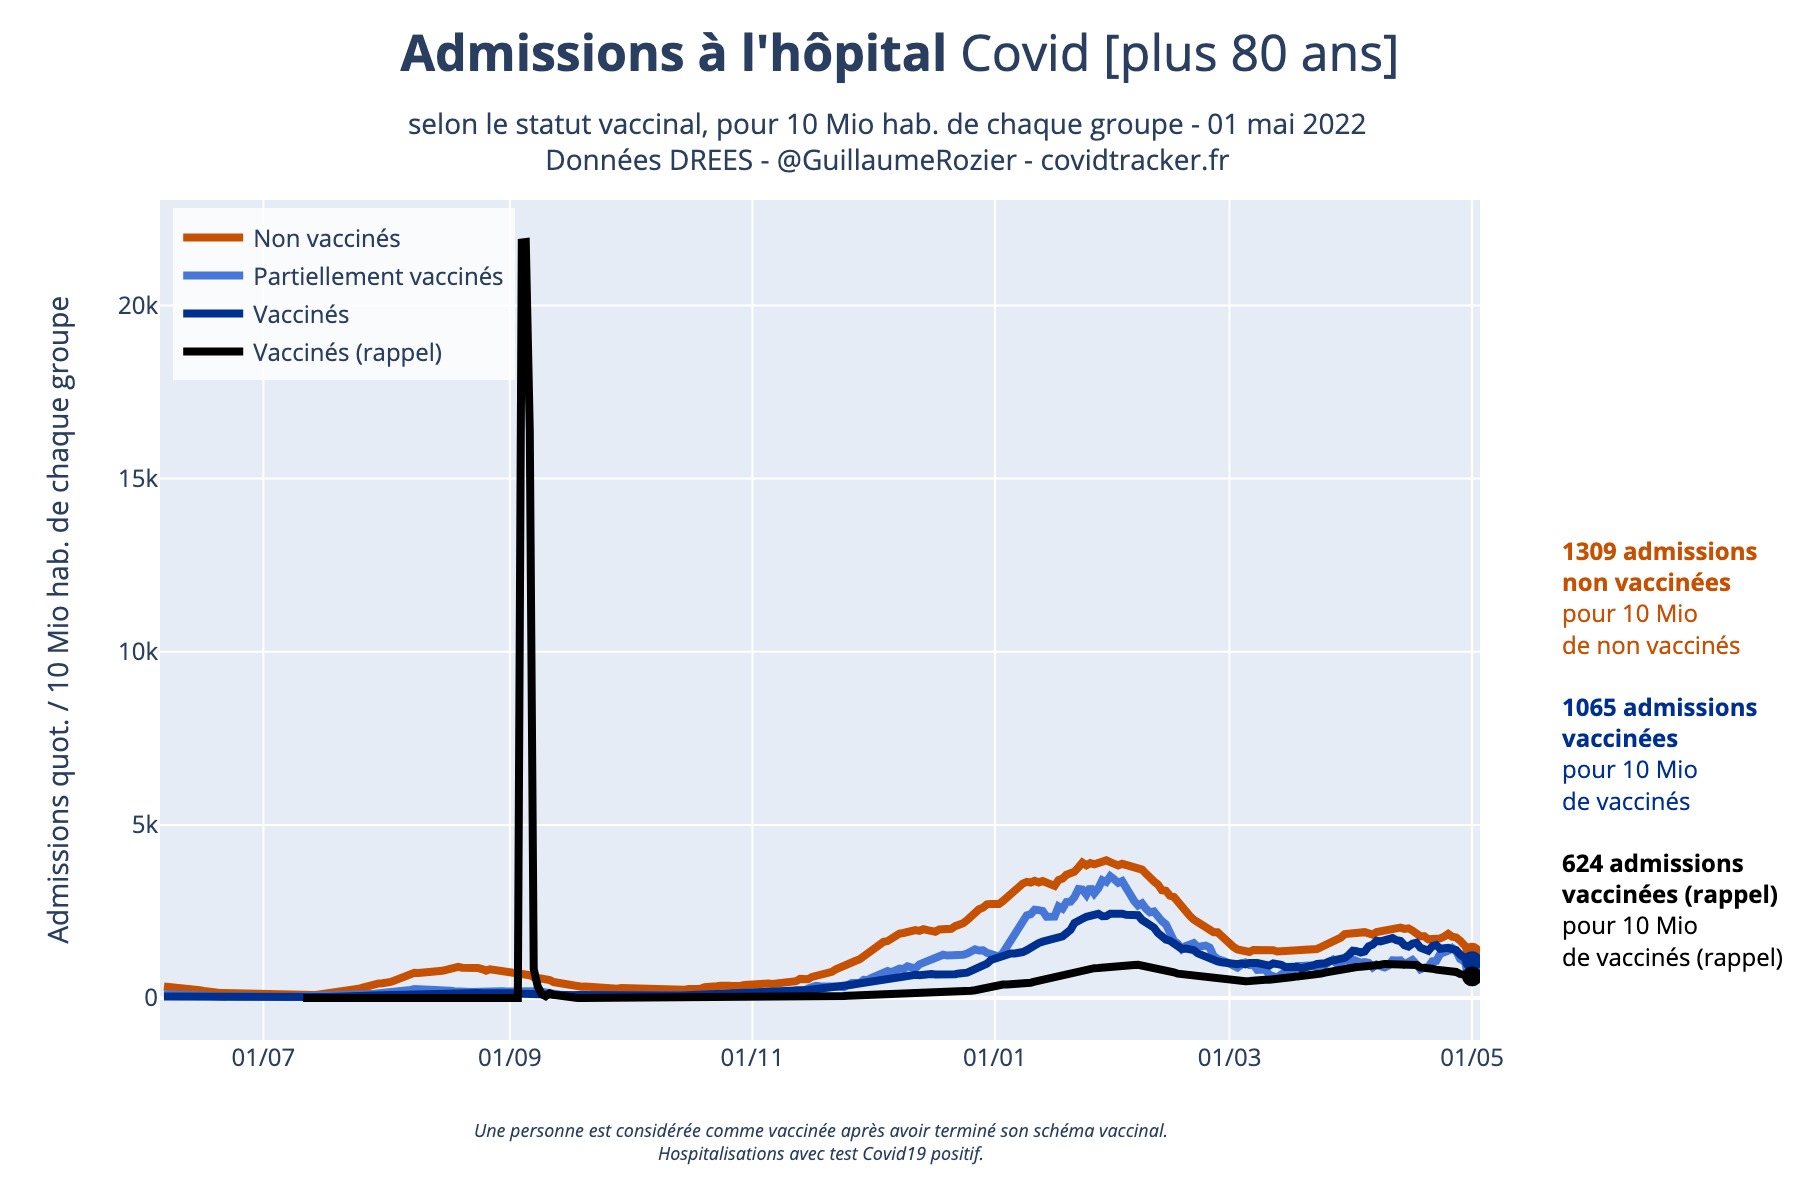 Admissions à l'hôpital Covid [plus 80 ans]
selon le statut vaccinal, pour 10 Mio hab. de chaque groupe - 01 mai 2022
Données DREES - @GuillaumeRozier - covidtracker.fr
Non vaccinés
Partiellement vaccinés
Vaccinés
Vaccinés (rappel)
Admissions quot. / 10 Mio hab. de chaque groupe
20k
15k
10k
5k
0
01/07
01/09
01/11
01/01
01/03
01/05
1309 admissions
non vaccinées
pour 10 Mio
de non vaccinés
1065 admissions
vaccinées
pour 10 Mio
de vaccinés
624 admissions
vaccinées (rappel)
pour 10 Mio
de vaccinés (rappel)
Une personne est considérée comme vaccinée après avoir terminé son schéma vaccinal.
Hospitalisations avec test Covid19 positif.